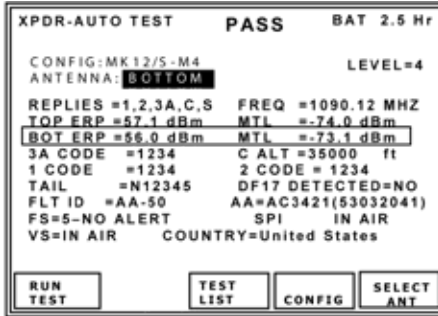 XPDR-AUTO TEST PASS BAT 2.5 Hr
CONFIG:MK12/5-M4 LEVEL=4
ANTENNA: BOTTOM
REPLIES =1,2,3A,C,S FREQ =1090.12 MHZ
TOP ERP =57.1 dBm MTL =-74.0 dBm
BOT ERP =56.0 dBm MTL =-73.1 dBm
3A CODE =1234 C ALT =35000 ft
1 CODE =1234 2 CODE = 1234
TAIL =N12345 DF17 DETECTED=NO
FLT ID =AA-50 AA=AC3421(53032041)
FS=5-NO ALERT SPI IN AIR
VS=IN AIR COUNTRY=United States
RUN TEST LIST CONFIG SELECT
TEST ANT